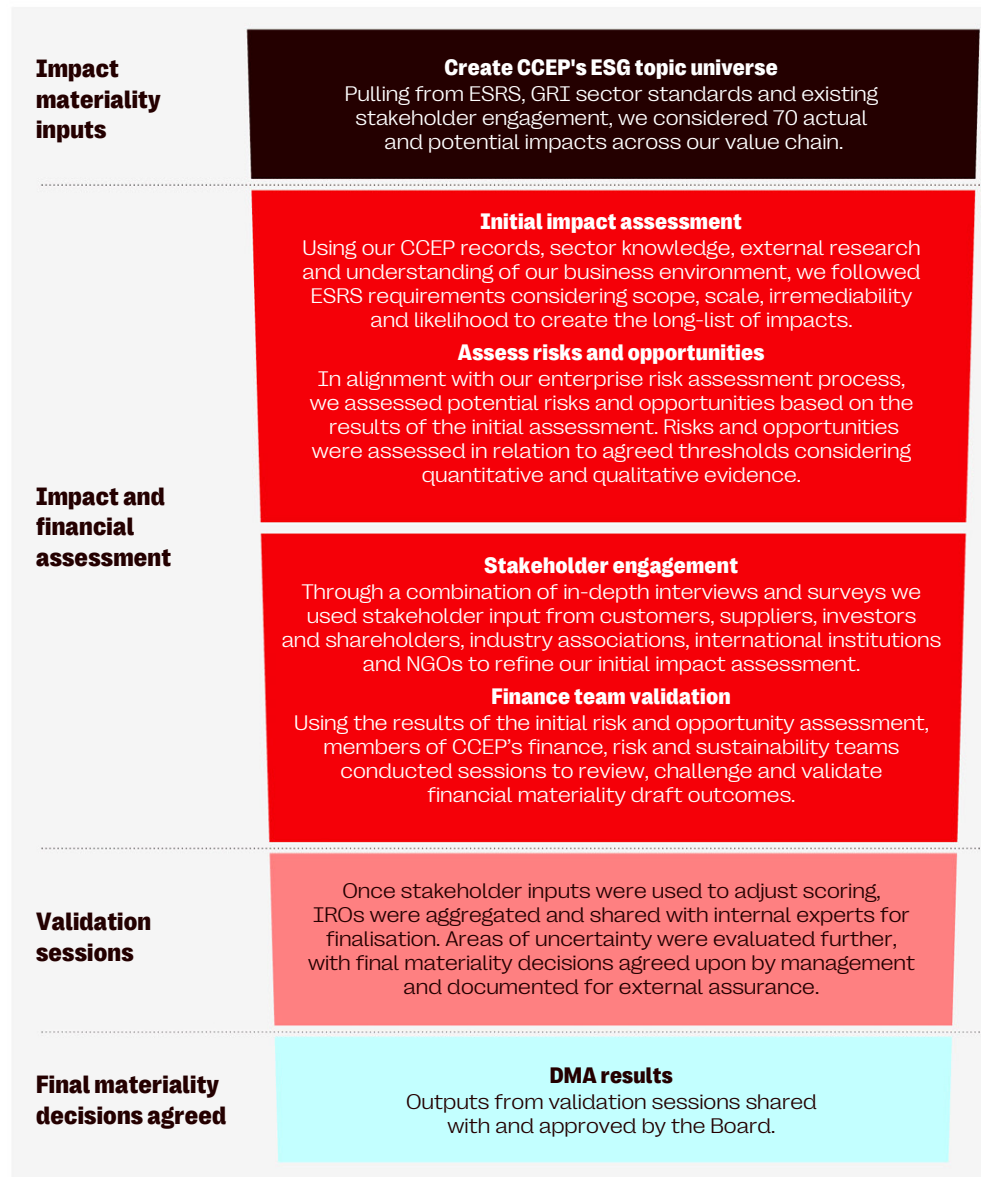 Impact
materiality
inputs
Create CCEP's ESG topic universe
Pulling from ESRS, GRI sector standards and existing
stakeholder engagement, we considered 70 actual
and potential impacts across our value chain.
Impact and
financial
assessment
Initial impact assessment
Using our CCEP records, sector knowledge, external research
and understanding of our business environment, we followed
ESRS requirements considering scope, scale, irremediability
and likelihood to create the long-list of impacts.
Assess risks and opportunities
In alignment with our enterprise risk assessment process,
we assessed potential risks and opportunities based on the
results of the initial assessment. Risks and opportunities
were assessed in relation to agreed thresholds considering
quantitative and qualitative evidence.
Stakeholder engagement
Through a combination of in-depth interviews and surveys we
used stakeholder input from customers, suppliers, investors
and shareholders, industry associations, international institutions
and NGOs to refine our initial impact assessment.
Finance team validation
Using the results of the initial risk and opportunity assessment,
members of CCEP’s finance, risk and sustainability teams
conducted sessions to review, challenge and validate
financial materiality draft outcomes.
Validation
sessions
Once stakeholder inputs were used to adjust scoring,
IROs were aggregated and shared with internal experts for
finalisation. Areas of uncertainty were evaluated further,
with final materiality decisions agreed upon by management
and documented for external assurance.
Final materiality
decisions agreed
DMA results
Outputs from validation sessions shared
with and approved by the Board.